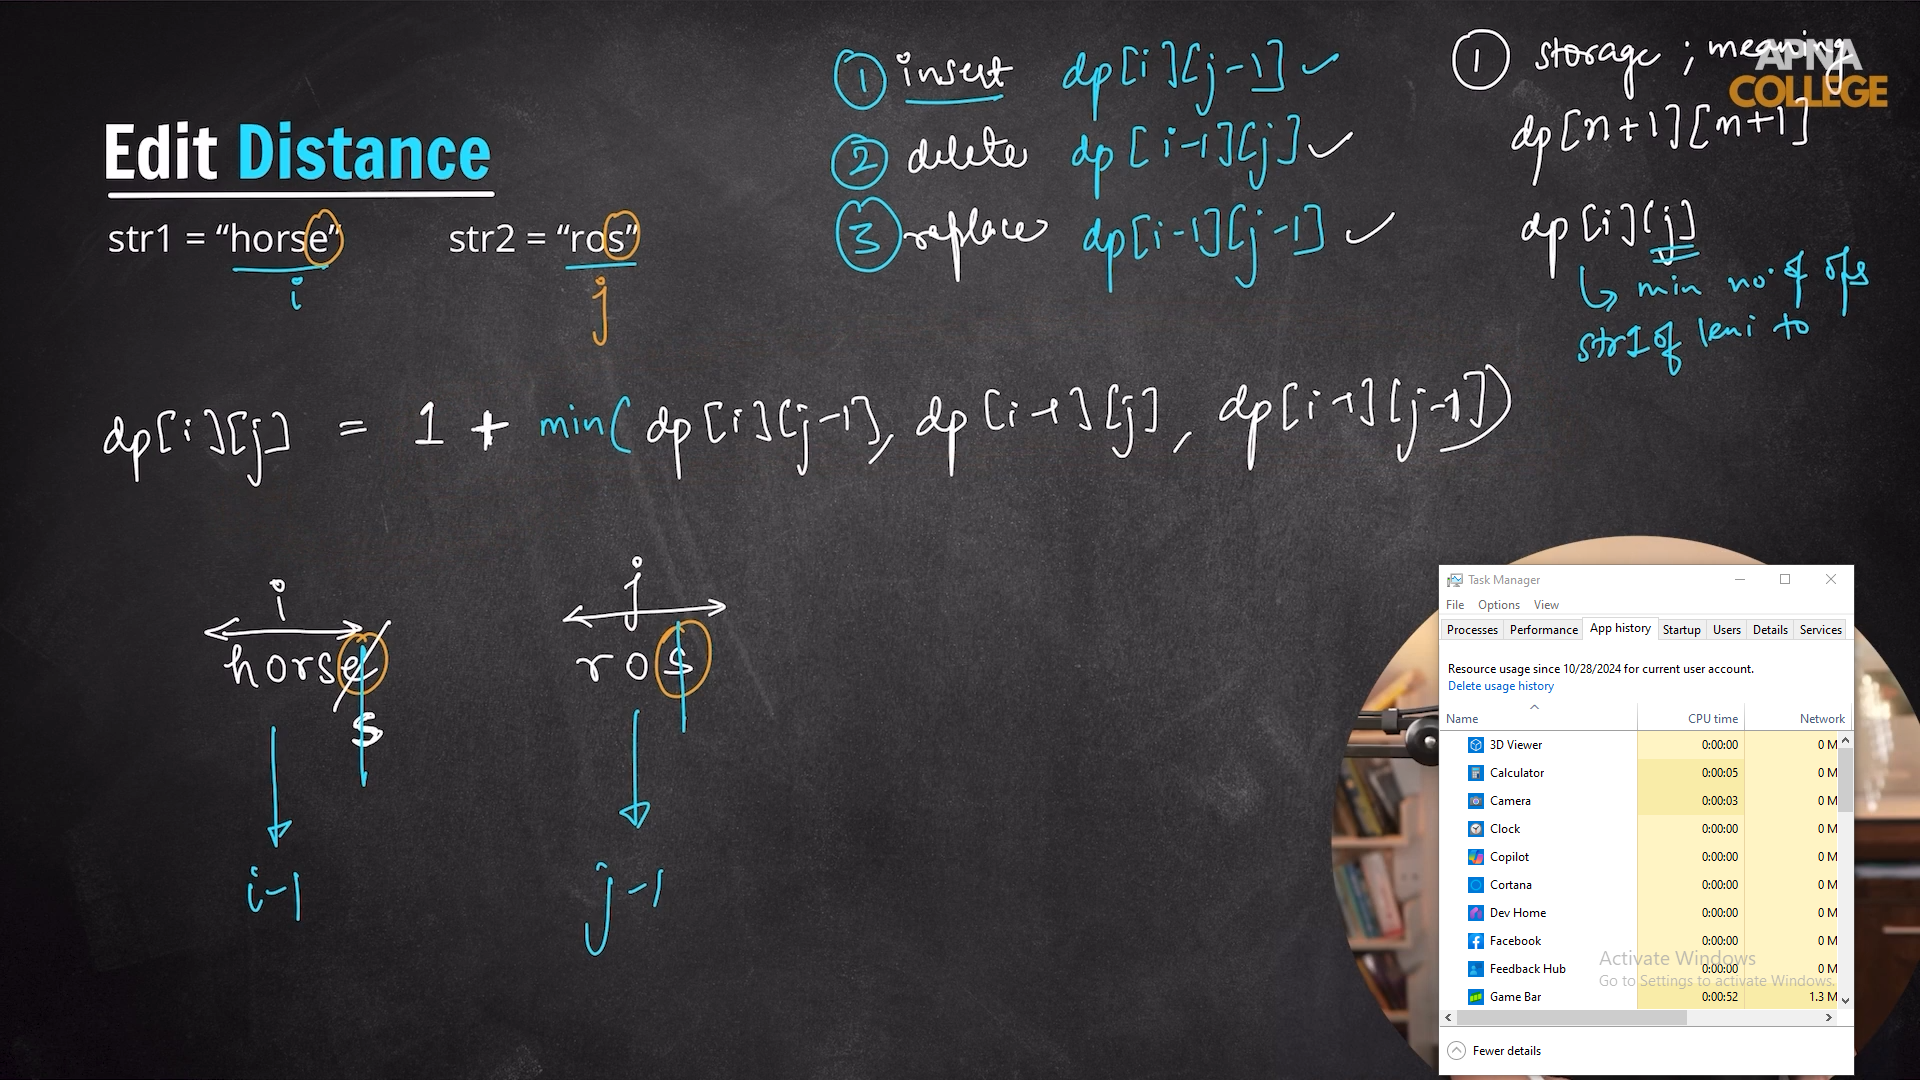 ① insert dp[i][j-1] ✓
② delete dp[i-1][j] ✓
③ replace dp[i-1][j-1] ✓
① storage ; meaning
APNA
COLLEGE
dp[n+1][m+1]
dp[i][j]
↳ min no. of ops
str1 of len i to
Edit Distance
str1 = “horse”
str2 = “ros”
i
j
dp[i][j] = 1 + min( dp[i][j-1], dp[i-1][j], dp[i-1][j-1])
i
j
horse
ros
s
i-1
j-1
Task Manager
File Options View
Processes Performance App history Startup Users Details Services
Resource usage since 10/28/2024 for current user account.
Delete usage history
Name CPU time Network
3D Viewer 0:00:00 0 M
Calculator 0:00:05 0 M
Camera 0:00:03 0 M
Clock 0:00:00 0 M
Copilot 0:00:00 0 M
Cortana 0:00:00 0 M
Dev Home 0:00:00 0 M
Facebook 0:00:00 0 M
Feedback Hub 0:00:00 0 M
Game Bar 0:00:52 1.3 M
Activate Windows
Go to Settings to activate Windows.
Fewer details